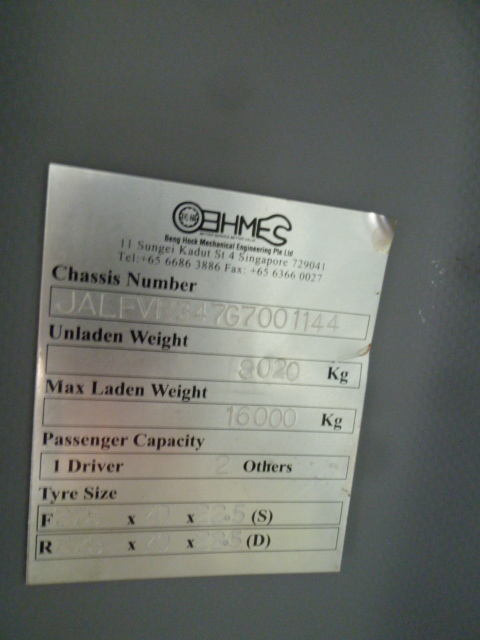 BHME
Beng Hock Mechanical Engineering Pte Ltd
11 Sungei Kadut St 4 Singapore 729041
Tel:+65 6686 3886 Fax: +65 6366 0027
Chassis Number
Unladen Weight
Kg
Max Laden Weight
16000 Kg
Passenger Capacity
1 Driver 2 Others
Tyre Size
F x x (S)
R x x (D)